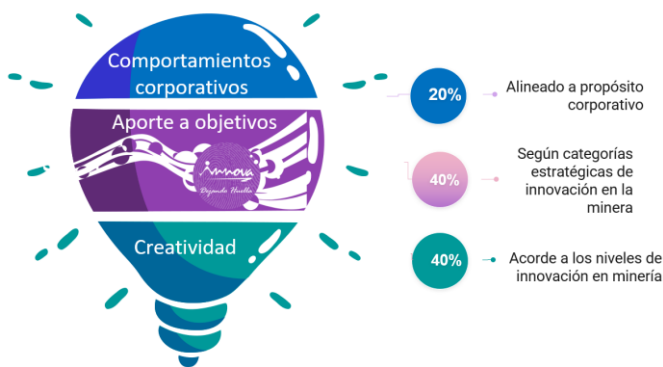 Comportamientos
corporativos
20%
Alineado a propósito
corporativo
Aporte a objetivos
innova
Dejando Huella
40%
Según categorías
estratégicas de
innovación en la
minera
Creatividad
40%
Acorde a los niveles de
innovación en minería